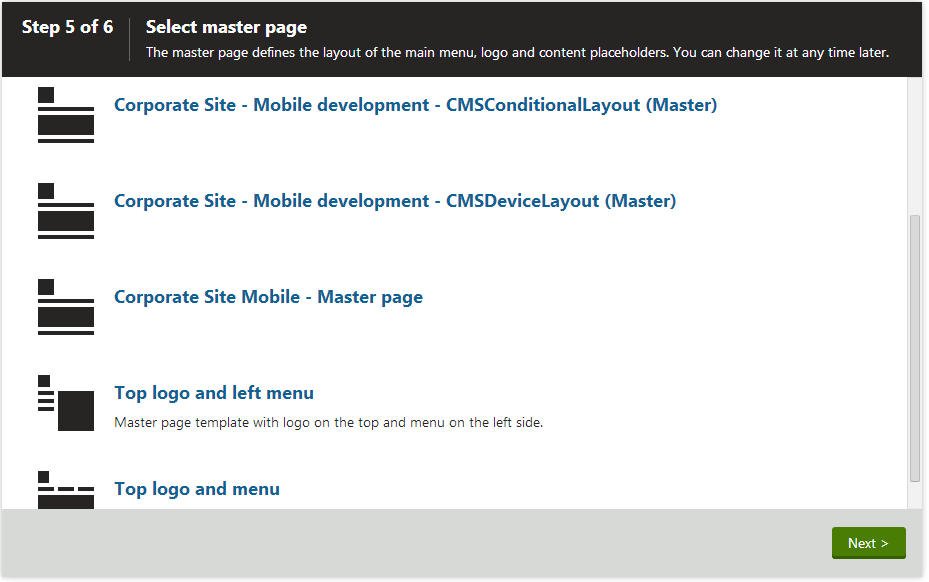 Step 5 of 6
Select master page
The master page defines the layout of the main menu, logo and content placeholders. You can change it at any time later.
Corporate Site - Mobile development - CMSConditionalLayout (Master)
Corporate Site - Mobile development - CMSDeviceLayout (Master)
Corporate Site Mobile - Master page
Top logo and left menu
Master page template with logo on the top and menu on the left side.
Top logo and menu
Next >